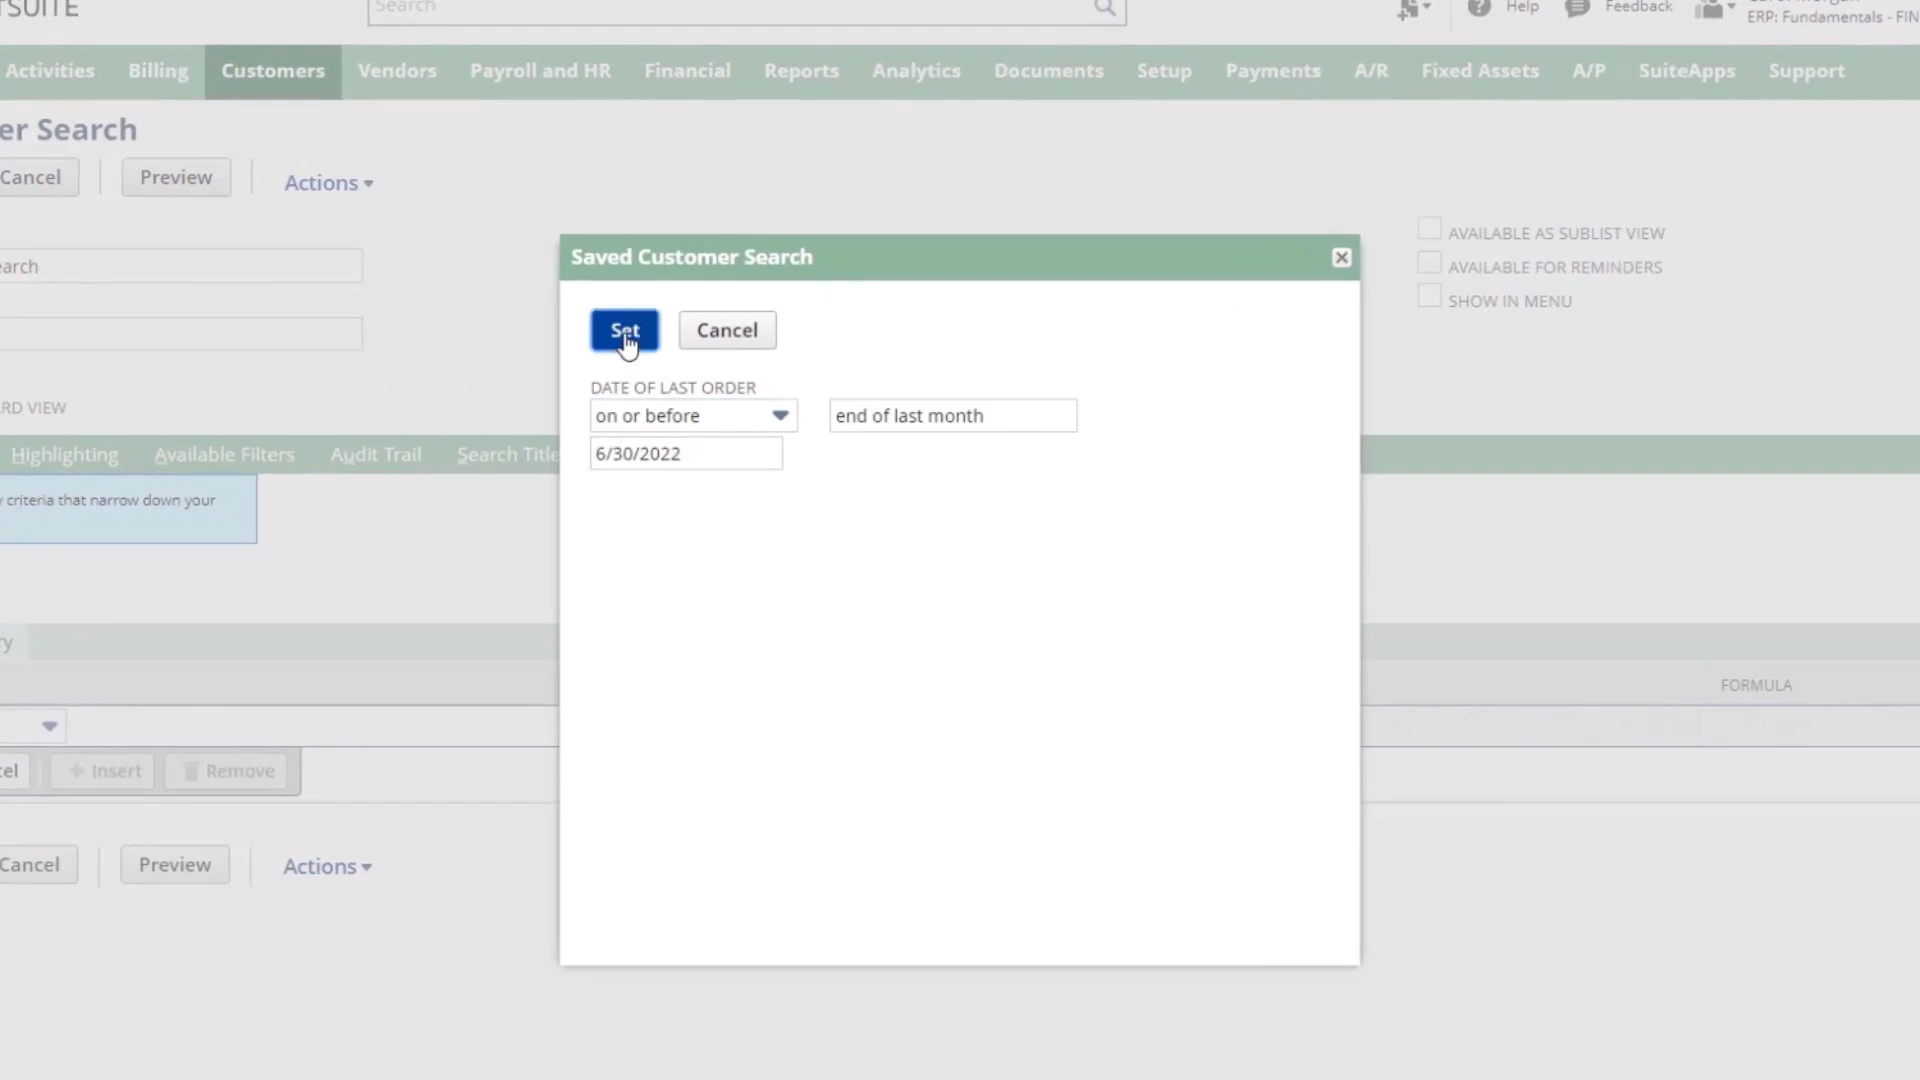 TSUITE
Search
Help
Feedback
ERP: Fundamentals - FIN
Activities
Billing
Customers
Vendors
Payroll and HR
Financial
Reports
Analytics
Documents
Setup
Payments
A/R
Fixed Assets
A/P
SuiteApps
Support
er Search
Cancel
Preview
Actions
AVAILABLE AS SUBLIST VIEW
AVAILABLE FOR REMINDERS
SHOW IN MENU
earch
RD VIEW
Highlighting
Available Filters
Audit Trail
Search Title
y criteria that narrow down your
ry
FORMULA
cel
Insert
Remove
Cancel
Preview
Actions
Saved Customer Search
Set
Cancel
DATE OF LAST ORDER
on or before
end of last month
6/30/2022